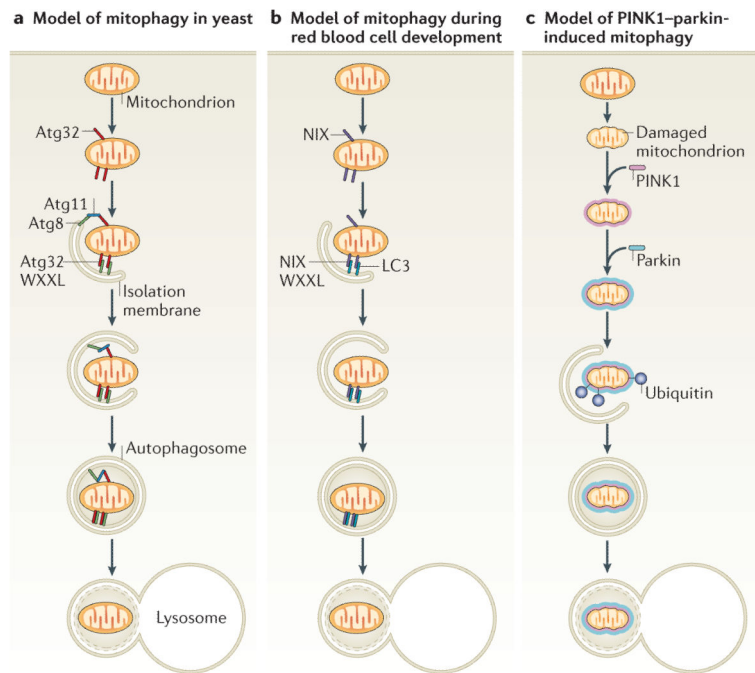 a Model of mitophagy in yeast
b Model of mitophagy during
red blood cell development
c Model of PINK1–parkin-
induced mitophagy
Mitochondrion
Atg32
Atg11
Atg8
Atg32
WXXL
Isolation
membrane
Autophagosome
Lysosome
NIX
NIX
WXXL
LC3
Damaged
mitochondrion
PINK1
Parkin
Ubiquitin